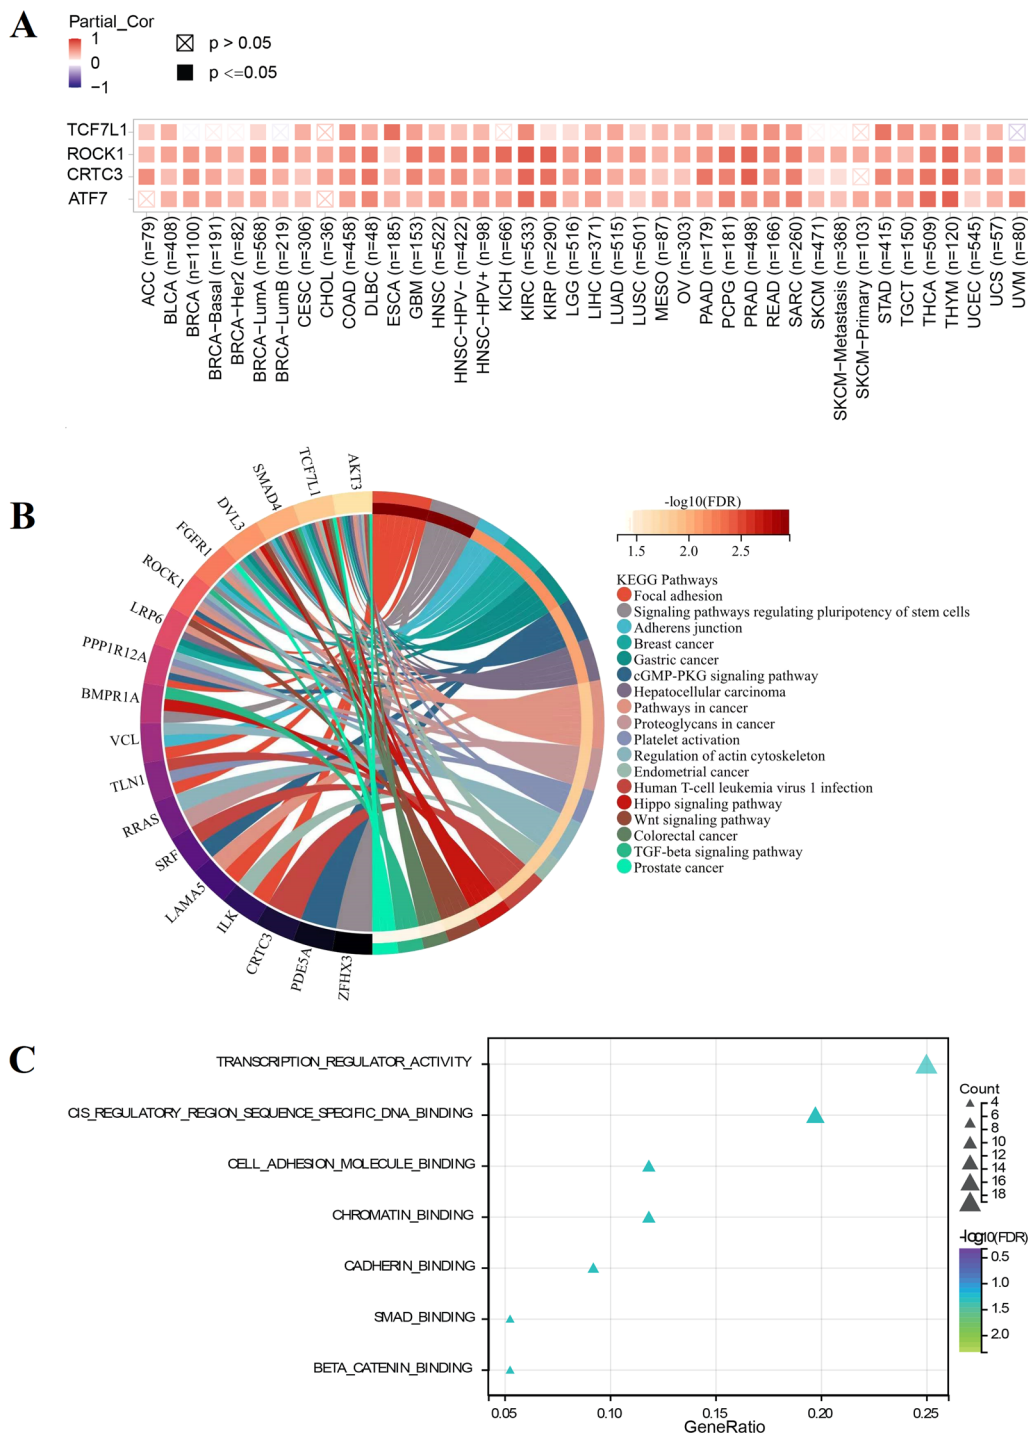 A
Partial_Cor
1
0
−1
p > 0.05
p <=0.05
TCF7L1
ROCK1
CRTC3
ATF7
ACC (n=79)
BLCA (n=408)
BRCA (n=1100)
BRCA−Basal (n=191)
BRCA−Her2 (n=82)
BRCA−LumA (n=568)
BRCA−LumB (n=219)
CESC (n=306)
CHOL (n=36)
COAD (n=458)
DLBC (n=48)
ESCA (n=185)
GBM (n=153)
HNSC (n=522)
HNSC−HPV− (n=422)
HNSC−HPV+ (n=98)
KICH (n=66)
KIRC (n=533)
KIRP (n=290)
LGG (n=516)
LIHC (n=371)
LUAD (n=515)
LUSC (n=501)
MESO (n=87)
OV (n=303)
PAAD (n=179)
PCPG (n=181)
PRAD (n=498)
READ (n=166)
SARC (n=260)
SKCM (n=471)
SKCM−Metastasis (n=368)
SKCM−Primary (n=103)
STAD (n=415)
TGCT (n=150)
THCA (n=509)
THYM (n=120)
UCEC (n=545)
UCS (n=57)
UVM (n=80)
B
AKT3
TCF7L1
SMAD4
DVL3
FGFR1
ROCK1
LRP6
PPP1R12A
BMPR1A
VCL
TLN1
RRAS
SRF
LAMA5
ILK
CRTC3
PDE5A
ZFHX3
-log10(FDR)
1.5 2.0 2.5
KEGG Pathways
Focal adhesion
Signaling pathways regulating pluripotency of stem cells
Adherens junction
Breast cancer
Gastric cancer
cGMP-PKG signaling pathway
Hepatocellular carcinoma
Pathways in cancer
Proteoglycans in cancer
Platelet activation
Regulation of actin cytoskeleton
Endometrial cancer
Human T-cell leukemia virus 1 infection
Hippo signaling pathway
Wnt signaling pathway
Colorectal cancer
TGF-beta signaling pathway
Prostate cancer
C
TRANSCRIPTION_REGULATOR_ACTIVITY
CIS_REGULATORY_REGION_SEQUENCE_SPECIFIC_DNA_BINDING
CELL_ADHESION_MOLECULE_BINDING
CHROMATIN_BINDING
CADHERIN_BINDING
SMAD_BINDING
BETA_CATENIN_BINDING
0.05 0.10 0.15 0.20 0.25
GeneRatio
Count
4
6
8
10
12
14
16
18
-log10(FDR)
0.5
1.0
1.5
2.0